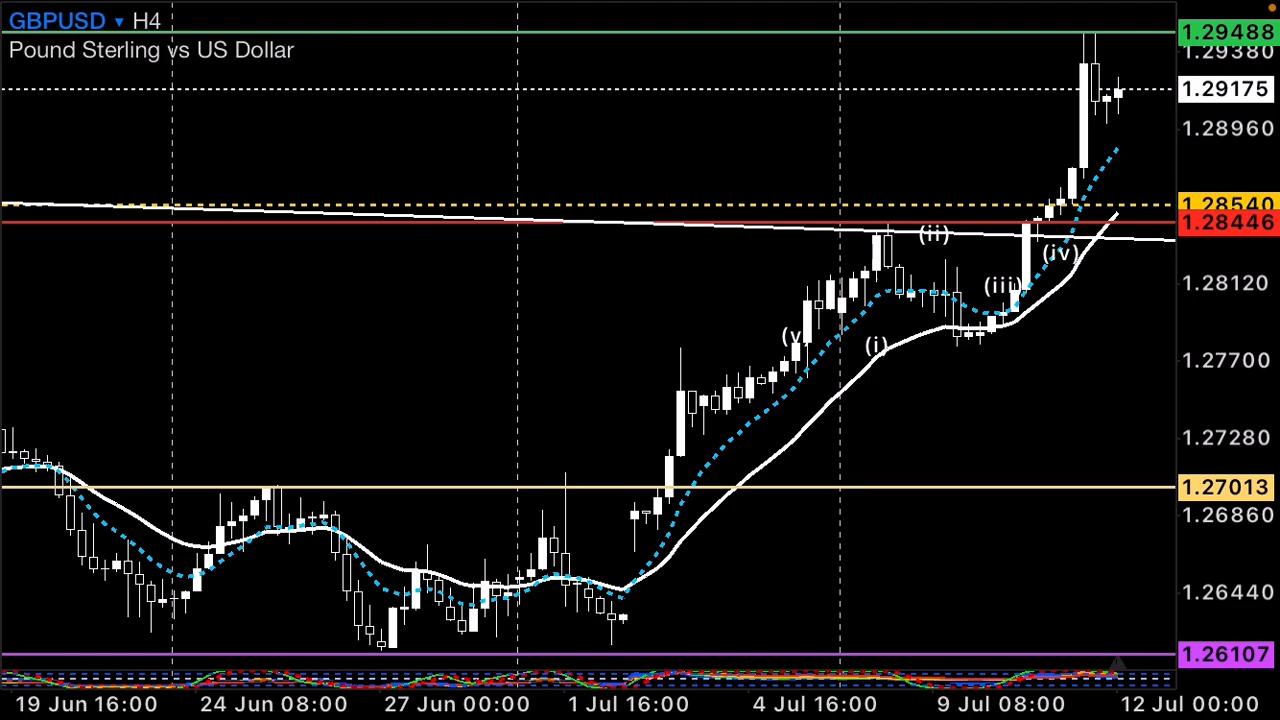 GBPUSD ▾ H4
Pound Sterling vs US Dollar
1.29488
1.29380
1.29175
1.28960
1.28540
1.28446
(ii)
(iv)
(iii)
1.28120
(v)
(i)
1.27700
1.27280
1.27013
1.26860
1.26440
1.26107
19 Jun 16:00 24 Jun 08:00 27 Jun 00:00 1 Jul 16:00 4 Jul 16:00 9 Jul 08:00 12 Jul 00:00